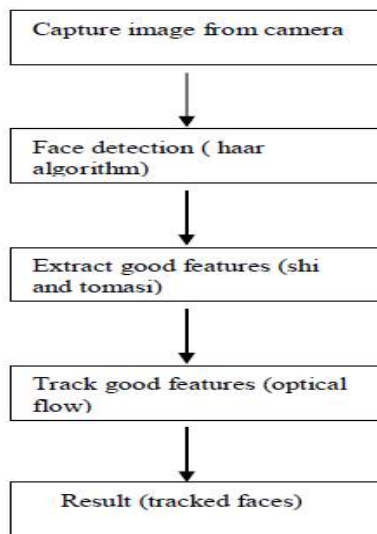 Capture image from camera
Face detection ( haar
algorithm)
Extract good features (shi
and tomasi)
Track good features (optical
flow)
Result (tracked faces)